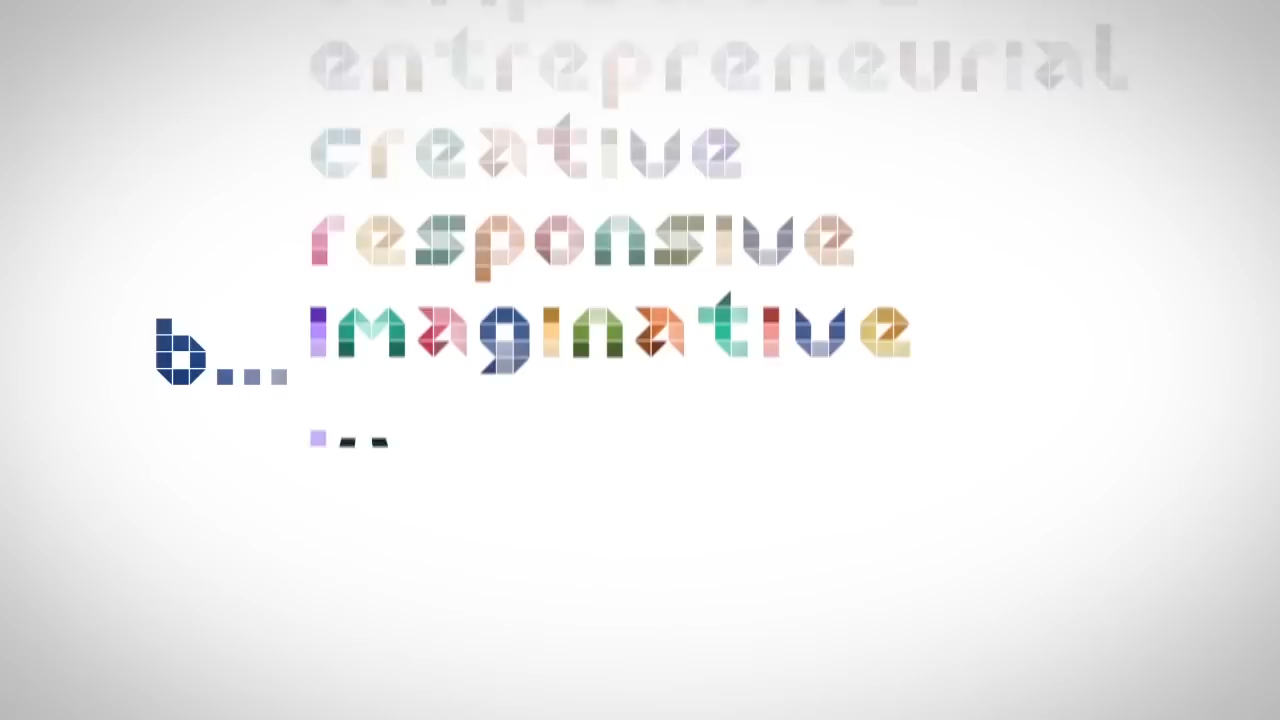 entrepreneurial
creative
responsive
imaginative
b...